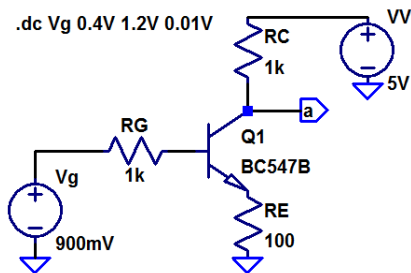 .dc Vg 0.4V 1.2V 0.01V
RC
1k
VV
5V
a
RG
1k
Q1
BC547B
Vg
900mV
RE
100